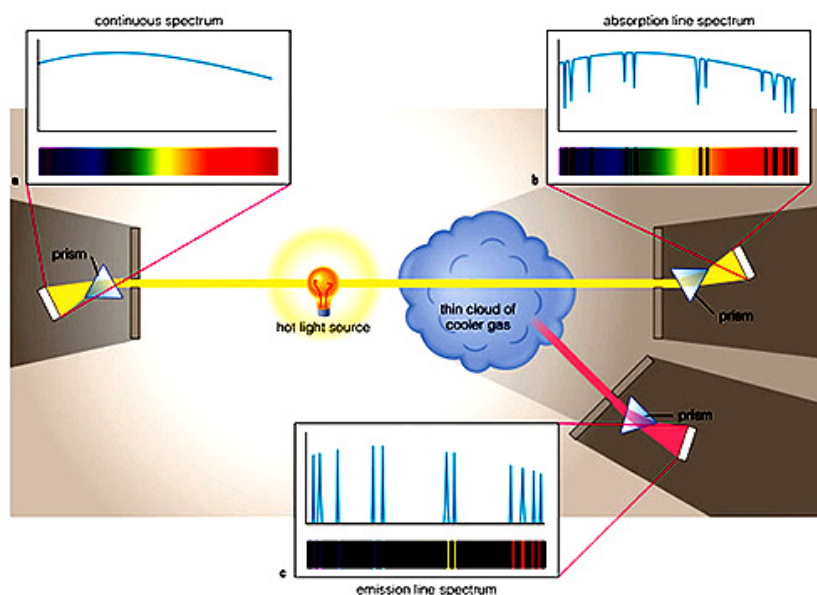 continuous spectrum
absorption line spectrum
a
b
prism
hot light source
thin cloud of
cooler gas
prism
prism
c
emission line spectrum